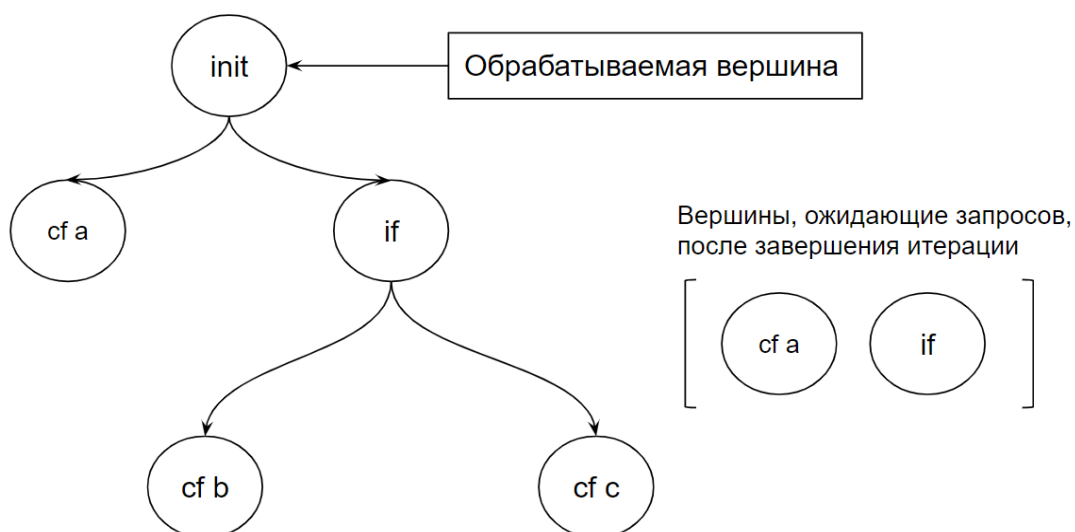 init
Обрабатываемая вершина
cf a
if
Вершины, ожидающие запросов,
после завершения итерации
cf a
if
cf b
cf c